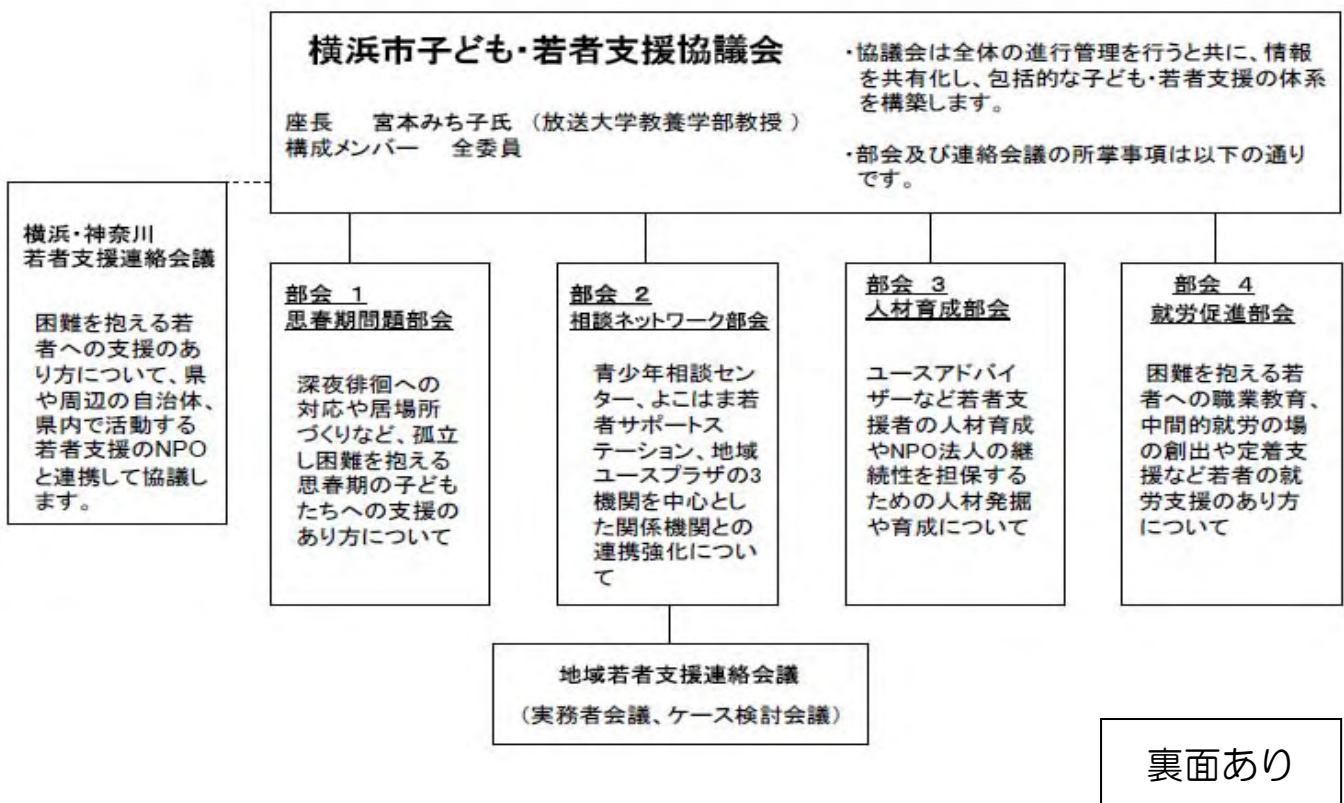 横浜市子ども・若者支援協議会
座長　宮本みち子氏　（放送大学教養学部教授）
構成メンバー　全委員
・協議会は全体の進行管理を行うと共に、情報
を共有化し、包括的な子ども・若者支援の体系
を構築します。
・部会及び連絡会議の所掌事項は以下の通り
です。
横浜・神奈川
若者支援連絡会議
困難を抱える若
者への支援のあ
り方について、県
や周辺の自治体、
県内で活動する
若者支援のNPO
と連携して協議し
ます。
部会　1
思春期問題部会
深夜徘徊への
対応や居場所
づくりなど、孤立
し困難を抱える
思春期の子ども
たちへの支援の
あり方について
部会　2
相談ネットワーク部会
青少年相談セン
ター、よこはま若
者サポートス
テーション、地域
ユースプラザの3
機関を中心とし
た関係機関との
連携強化につい
て
部会　3
人材育成部会
ユースアドバイ
ザーなど若者支
援者の人材育成
やNPO法人の継
続性を担保する
ための人材発掘
や育成について
部会　4
就労促進部会
困難を抱える若
者への職業教育、
中間的就労の場
の創出や定着支
援など若者の就
労支援のあり方
について
地域若者支援連絡会議
（実務者会議、ケース検討会議）
裏面あり